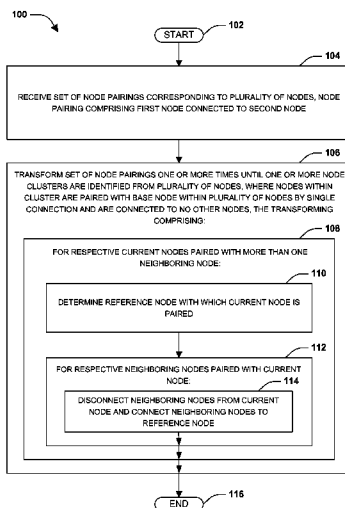 100
START
102
104
RECEIVE SET OF NODE PAIRINGS CORRESPONDING TO PLURALITY OF NODES, NODE
PAIRING COMPRISING FIRST NODE CONNECTED TO SECOND NODE
106
TRANSFORM SET OF NODE PAIRINGS ONE OR MORE TIMES UNTIL ONE OR MORE NODE
CLUSTERS ARE IDENTIFIED FROM PLURALITY OF NODES, WHERE NODES WITHIN
CLUSTER ARE PAIRED WITH BASE NODE WITHIN PLURALITY OF NODES BY SINGLE
CONNECTION AND ARE CONNECTED TO NO OTHER NODES, THE TRANSFORMING
COMPRISING:
108
FOR RESPECTIVE CURRENT NODES PAIRED WITH MORE THAN ONE
NEIGHBORING NODE:
110
DETERMINE REFERENCE NODE WITH WHICH CURRENT NODE IS
PAIRED
112
FOR RESPECTIVE NEIGHBORING NODES PAIRED WITH CURRENT
NODE:
114
DISCONNECT NEIGHBORING NODES FROM CURRENT
NODE AND CONNECT NEIGHBORING NODES TO
REFERENCE NODE
END
116